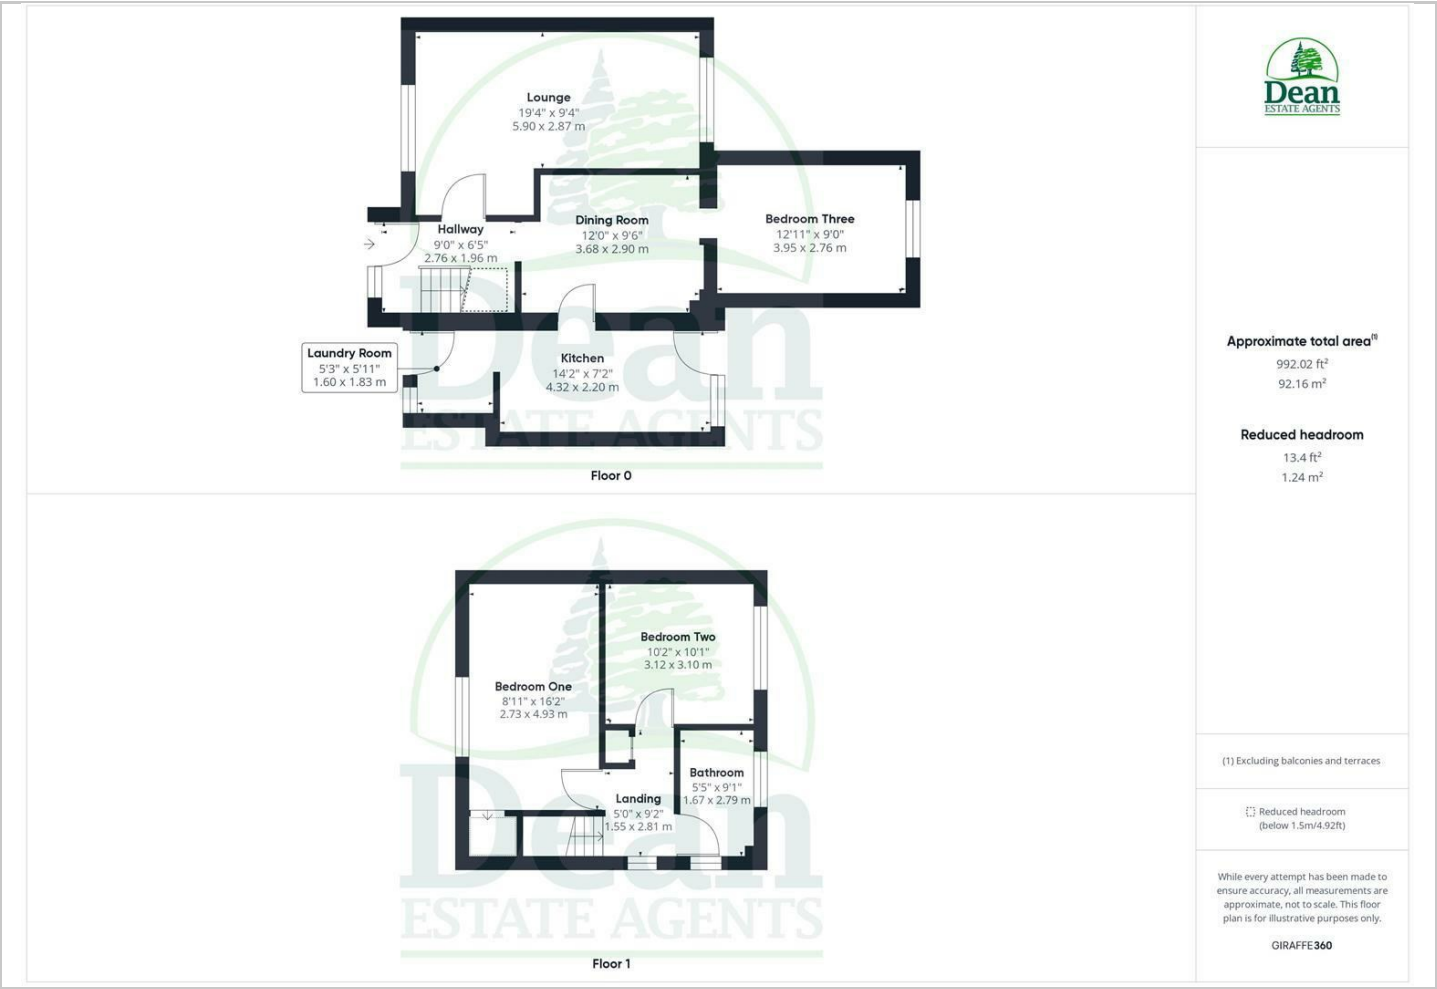 Lounge
19'4" x 9'4"
5.90 x 2.87 m
Bedroom Three
12'11" x 9'0"
3.95 x 2.76 m
Dining Room
12'0" x 9'6"
3.68 x 2.90 m
Hallway
9'0" x 6'5"
2.76 x 1.96 m
Laundry Room
5'3" x 5'11"
1.60 x 1.83 m
Kitchen
14'2" x 7'2"
4.32 x 2.20 m
Dean
ESTATE AGENTS
Floor 0
Bedroom Two
10'2" x 10'1"
3.12 x 3.10 m
Bedroom One
8'11" x 16'2"
2.73 x 4.93 m
Bathroom
5'5" x 9'1"
1.67 x 2.79 m
Landing
5'0" x 9'2"
1.55 x 2.81 m
Dean
ESTATE AGENTS
Floor 1
Dean
ESTATE AGENTS
Approximate total area(1)
992.02 ft²
92.16 m²
Reduced headroom
13.4 ft²
1.24 m²
(1) Excluding balconies and terraces
Reduced headroom
(below 1.5m/4.92ft)
While every attempt has been made to
ensure accuracy, all measurements are
approximate, not to scale. This floor
plan is for illustrative purposes only.
GIRAFFE360